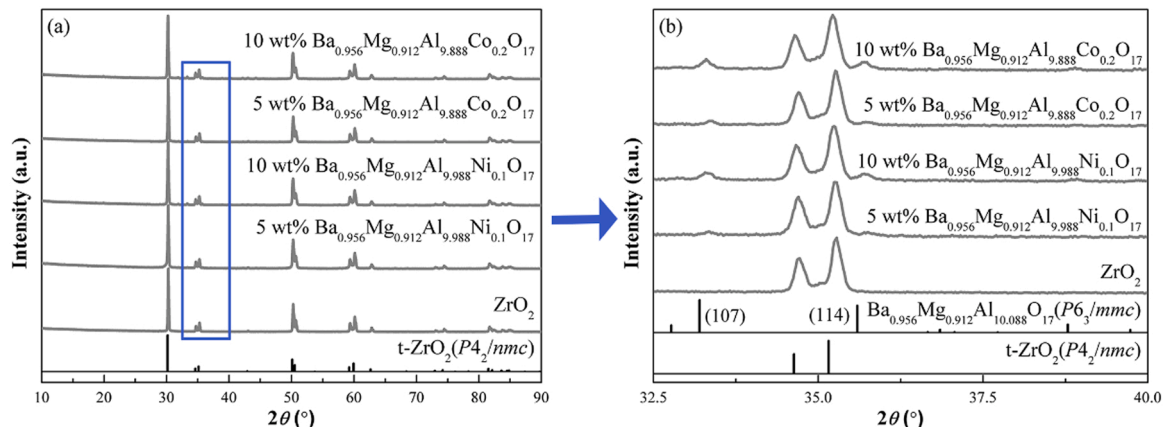 (a)
10 wt% Ba0.956Mg0.912Al9.888Co0.2O17
5 wt% Ba0.956Mg0.912Al9.888Co0.2O17
10 wt% Ba0.956Mg0.912Al9.988Ni0.1O17
5 wt% Ba0.956Mg0.912Al9.988Ni0.1O17
ZrO2
t-ZrO2(P42/nmc)
Intensity (a.u.)
10 20 30 40 50 60 70 80 90
2θ (°)
(b)
10 wt% Ba0.956Mg0.912Al9.888Co0.2O17
5 wt% Ba0.956Mg0.912Al9.888Co0.2O17
10 wt% Ba0.956Mg0.912Al9.988Ni0.1O17
5 wt% Ba0.956Mg0.912Al9.988Ni0.1O17
ZrO2
(107) (114) Ba0.956Mg0.912Al10.088O17(P63/mmc)
t-ZrO2(P42/nmc)
Intensity (a.u.)
32.5 35.0 37.5 40.0
2θ (°)